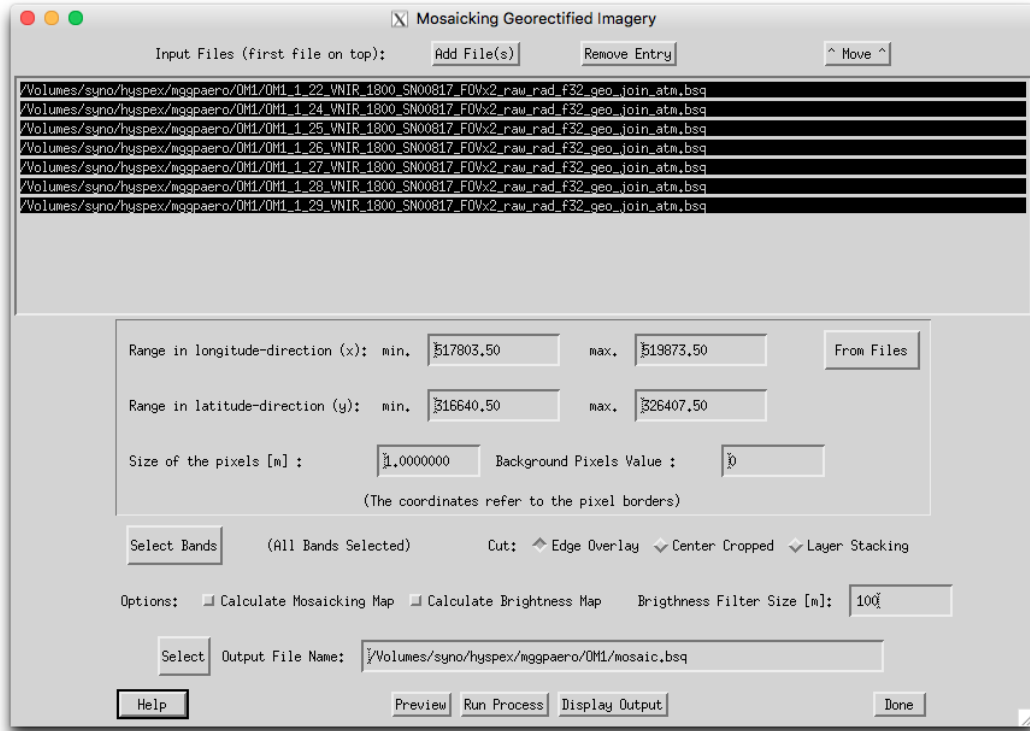 Mosaicking Georectified Imagery
Input Files (first file on top): Add File(s) Remove Entry ^ Move ^
/Volumes/syno/hyspex/mggpaero/OM1/OM1_1_22_VNIR_1800_SN00817_FOVx2_raw_rad_f32_geo_join_atm.bsq
/Volumes/syno/hyspex/mggpaero/OM1/OM1_1_24_VNIR_1800_SN00817_FOVx2_raw_rad_f32_geo_join_atm.bsq
/Volumes/syno/hyspex/mggpaero/OM1/OM1_1_25_VNIR_1800_SN00817_FOVx2_raw_rad_f32_geo_join_atm.bsq
/Volumes/syno/hyspex/mggpaero/OM1/OM1_1_26_VNIR_1800_SN00817_FOVx2_raw_rad_f32_geo_join_atm.bsq
/Volumes/syno/hyspex/mggpaero/OM1/OM1_1_27_VNIR_1800_SN00817_FOVx2_raw_rad_f32_geo_join_atm.bsq
/Volumes/syno/hyspex/mggpaero/OM1/OM1_1_28_VNIR_1800_SN00817_FOVx2_raw_rad_f32_geo_join_atm.bsq
/Volumes/syno/hyspex/mggpaero/OM1/OM1_1_29_VNIR_1800_SN00817_FOVx2_raw_rad_f32_geo_join_atm.bsq
Range in longitude-direction (x): min. 517803.50 max. 519873.50 From Files
Range in latitude-direction (y): min. 316640.50 max. 326407.50
Size of the pixels [m] : 1.0000000 Background Pixels Value : 0
(The coordinates refer to the pixel borders)
Select Bands (All Bands Selected) Cut: Edge Overlay Center Cropped Layer Stacking
Options: Calculate Mosaicking Map Calculate Brightness Map Brigthness Filter Size [m]: 100
Select Output File Name: /Volumes/syno/hyspex/mggpaero/OM1/mosaic.bsq
Help Preview Run Process Display Output Done